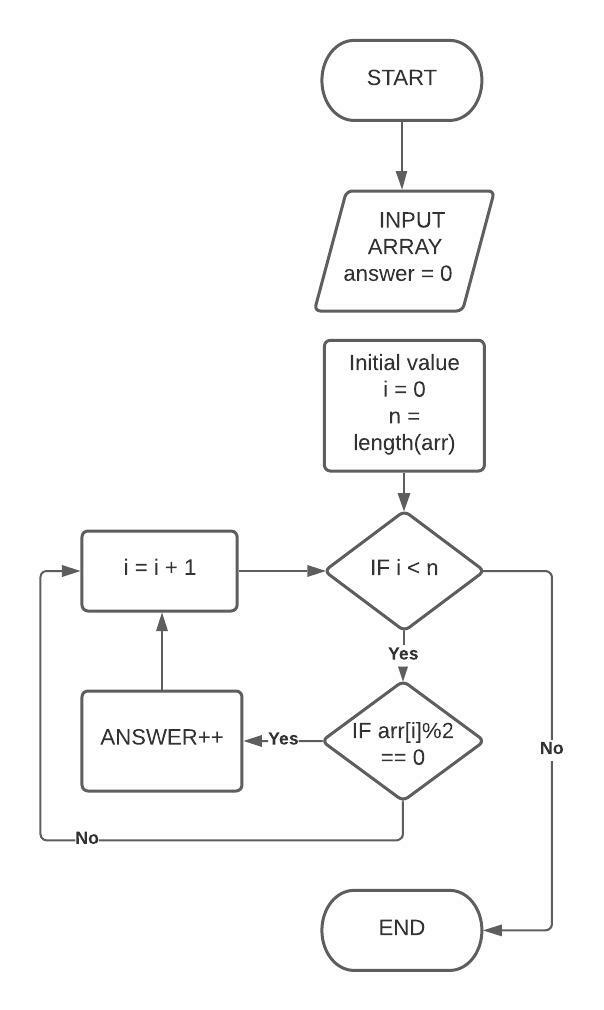 START
INPUT
ARRAY
answer = 0
Initial value
i = 0
n =
length(arr)
i = i + 1
IF i < n
Yes
ANSWER++
Yes
IF arr[i]%2
== 0
No
No
END